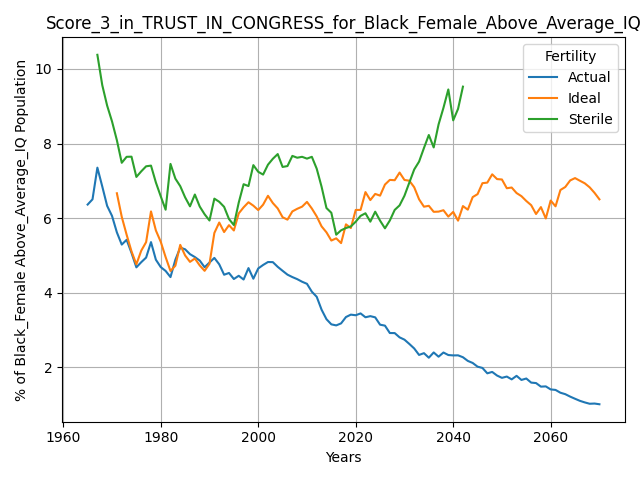 Score_3_in_TRUST_IN_CONGRESS_for_Black_Female_Above_Average_IQ
% of Black_Female Above_Average_IQ Population
10
8
6
4
2
Fertility
Actual
Ideal
Sterile
1960 1980 2000 2020 2040 2060
Years